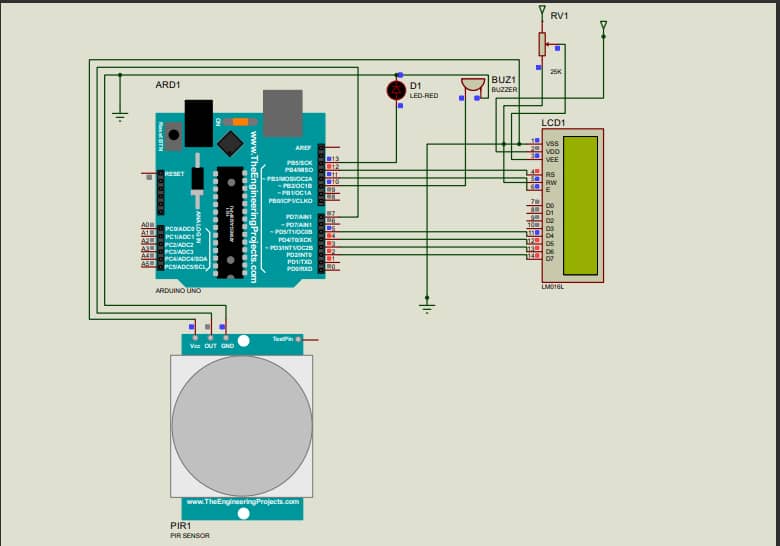 RV1
25K
ARD1
D1
LED-RED
BUZ1
BUZZER
LCD1
Reset BTN
ON
www.TheEngineeringProjects.com
AREF
PB5/SCK 13
PB4/MISO 12
~ PB3/MOSI/OC2A 11
~ PB2/OC1B 10
~ PB1/OC1A 9
PB0/ICP1/CLKO 8
RESET
ANALOG IN
PD7/AIN1 7
6
~ PD5/T1/OC0B 5
PD4/T0/XCK 4
~ PD3/INT1/OC2B 3
PD2/INT0 2
PD1/TXD 1
PD0/RXD 0
A0 PC0/ADC0
A1 PC1/ADC1
A2 PC2/ADC2
A3 PC3/ADC3
A4 PC4/ADC4/SDA
A5 PC5/ADC5/SCL
ARDUINO UNO
1 VSS
2 VDD
3 VEE
4 RS
5 RW
6 E
7 D0
8 D1
9 D2
10 D3
11 D4
12 D5
13 D6
14 D7
LM016L
Vcc OUT GND
TestPin
www.TheEngineeringProjects.com
PIR1
PIR SENSOR